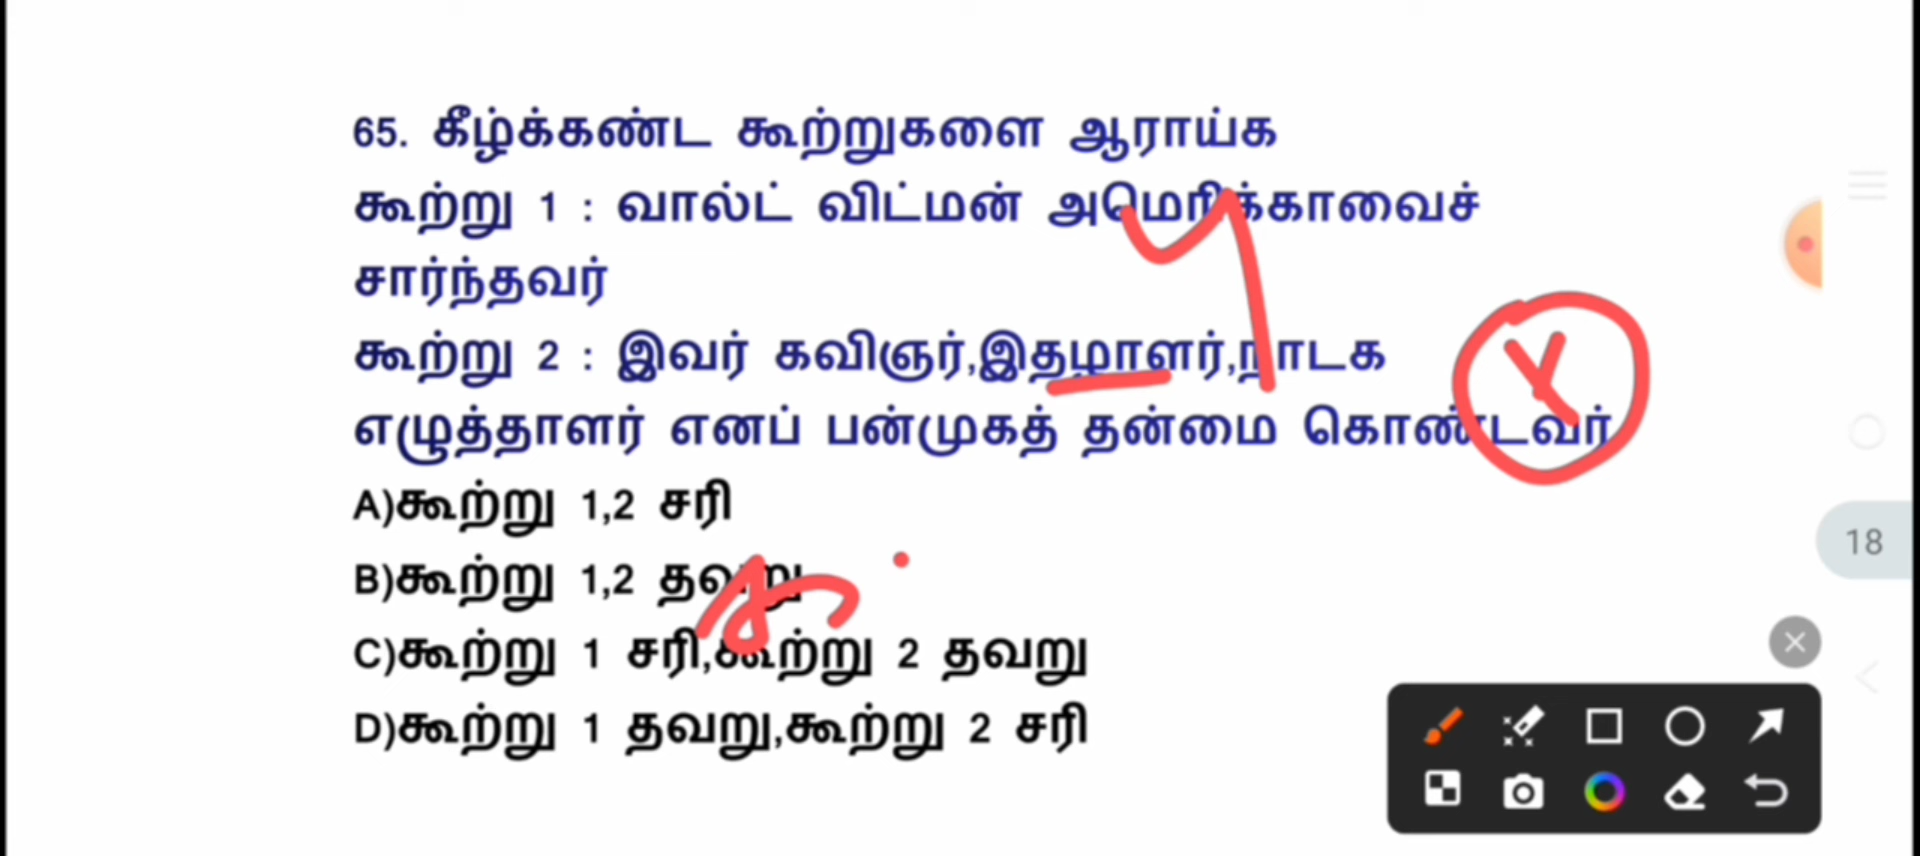 65. கீழ்க்கண்ட கூற்றுகளை ஆராய்க
கூற்று 1 : வால்ட் விட்மன் அமெரிக்காவைச்
சார்ந்தவர்
கூற்று 2 : இவர் கவிஞர்,இதழாளர்,நாடக
எழுத்தாளர் எனப் பன்முகத் தன்மை கொண்டவர்
A)கூற்று 1,2 சரி
B)கூற்று 1,2 தவறு
C)கூற்று 1 சரி,கூற்று 2 தவறு
D)கூற்று 1 தவறு,கூற்று 2 சரி
18